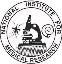 NATIONAL INSTITUTE FOR
MEDICAL RESEARCH